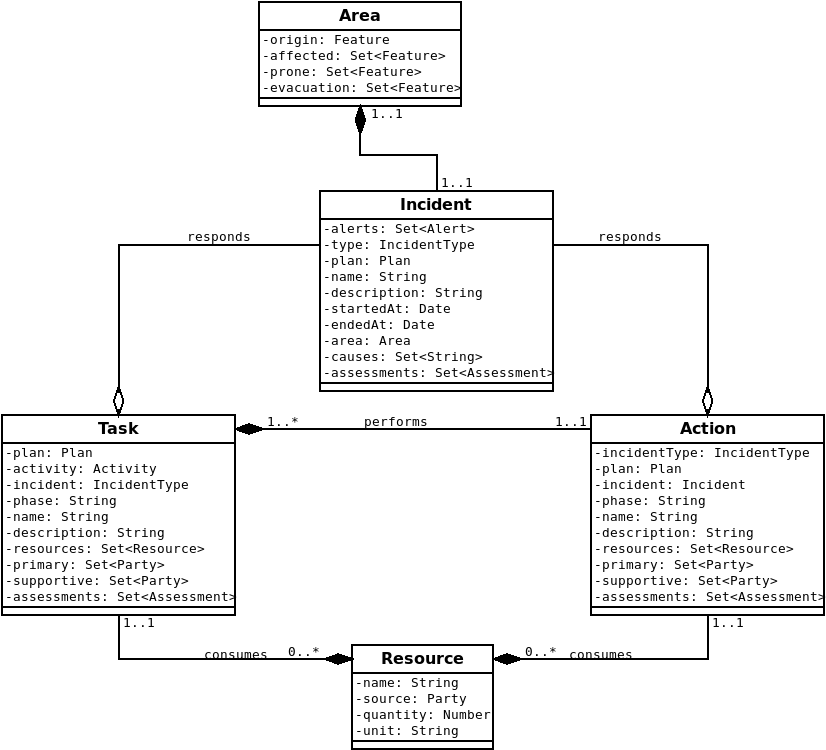 Area
-origin: Feature
-affected: Set<Feature>
-prone: Set<Feature>
-evacuation: Set<Feature>
1..1
1..1
Incident
-alerts: Set<Alert>
-type: IncidentType
-plan: Plan
-name: String
-description: String
-startedAt: Date
-endedAt: Date
-area: Area
-causes: Set<String>
-assessments: Set<Assessment>
responds
responds
Task
-plan: Plan
-activity: Activity
-incident: IncidentType
-phase: String
-name: String
-description: String
-resources: Set<Resource>
-primary: Set<Party>
-supportive: Set<Party>
-assessments: Set<Assessment>
1..* performs 1..1
Action
-incidentType: IncidentType
-plan: Plan
-incident: Incident
-phase: String
-name: String
-description: String
-resources: Set<Resource>
-primary: Set<Party>
-supportive: Set<Party>
-assessments: Set<Assessment>
1..1
1..1
consumes 0..*
0..* consumes
Resource
-name: String
-source: Party
-quantity: Number
-unit: String